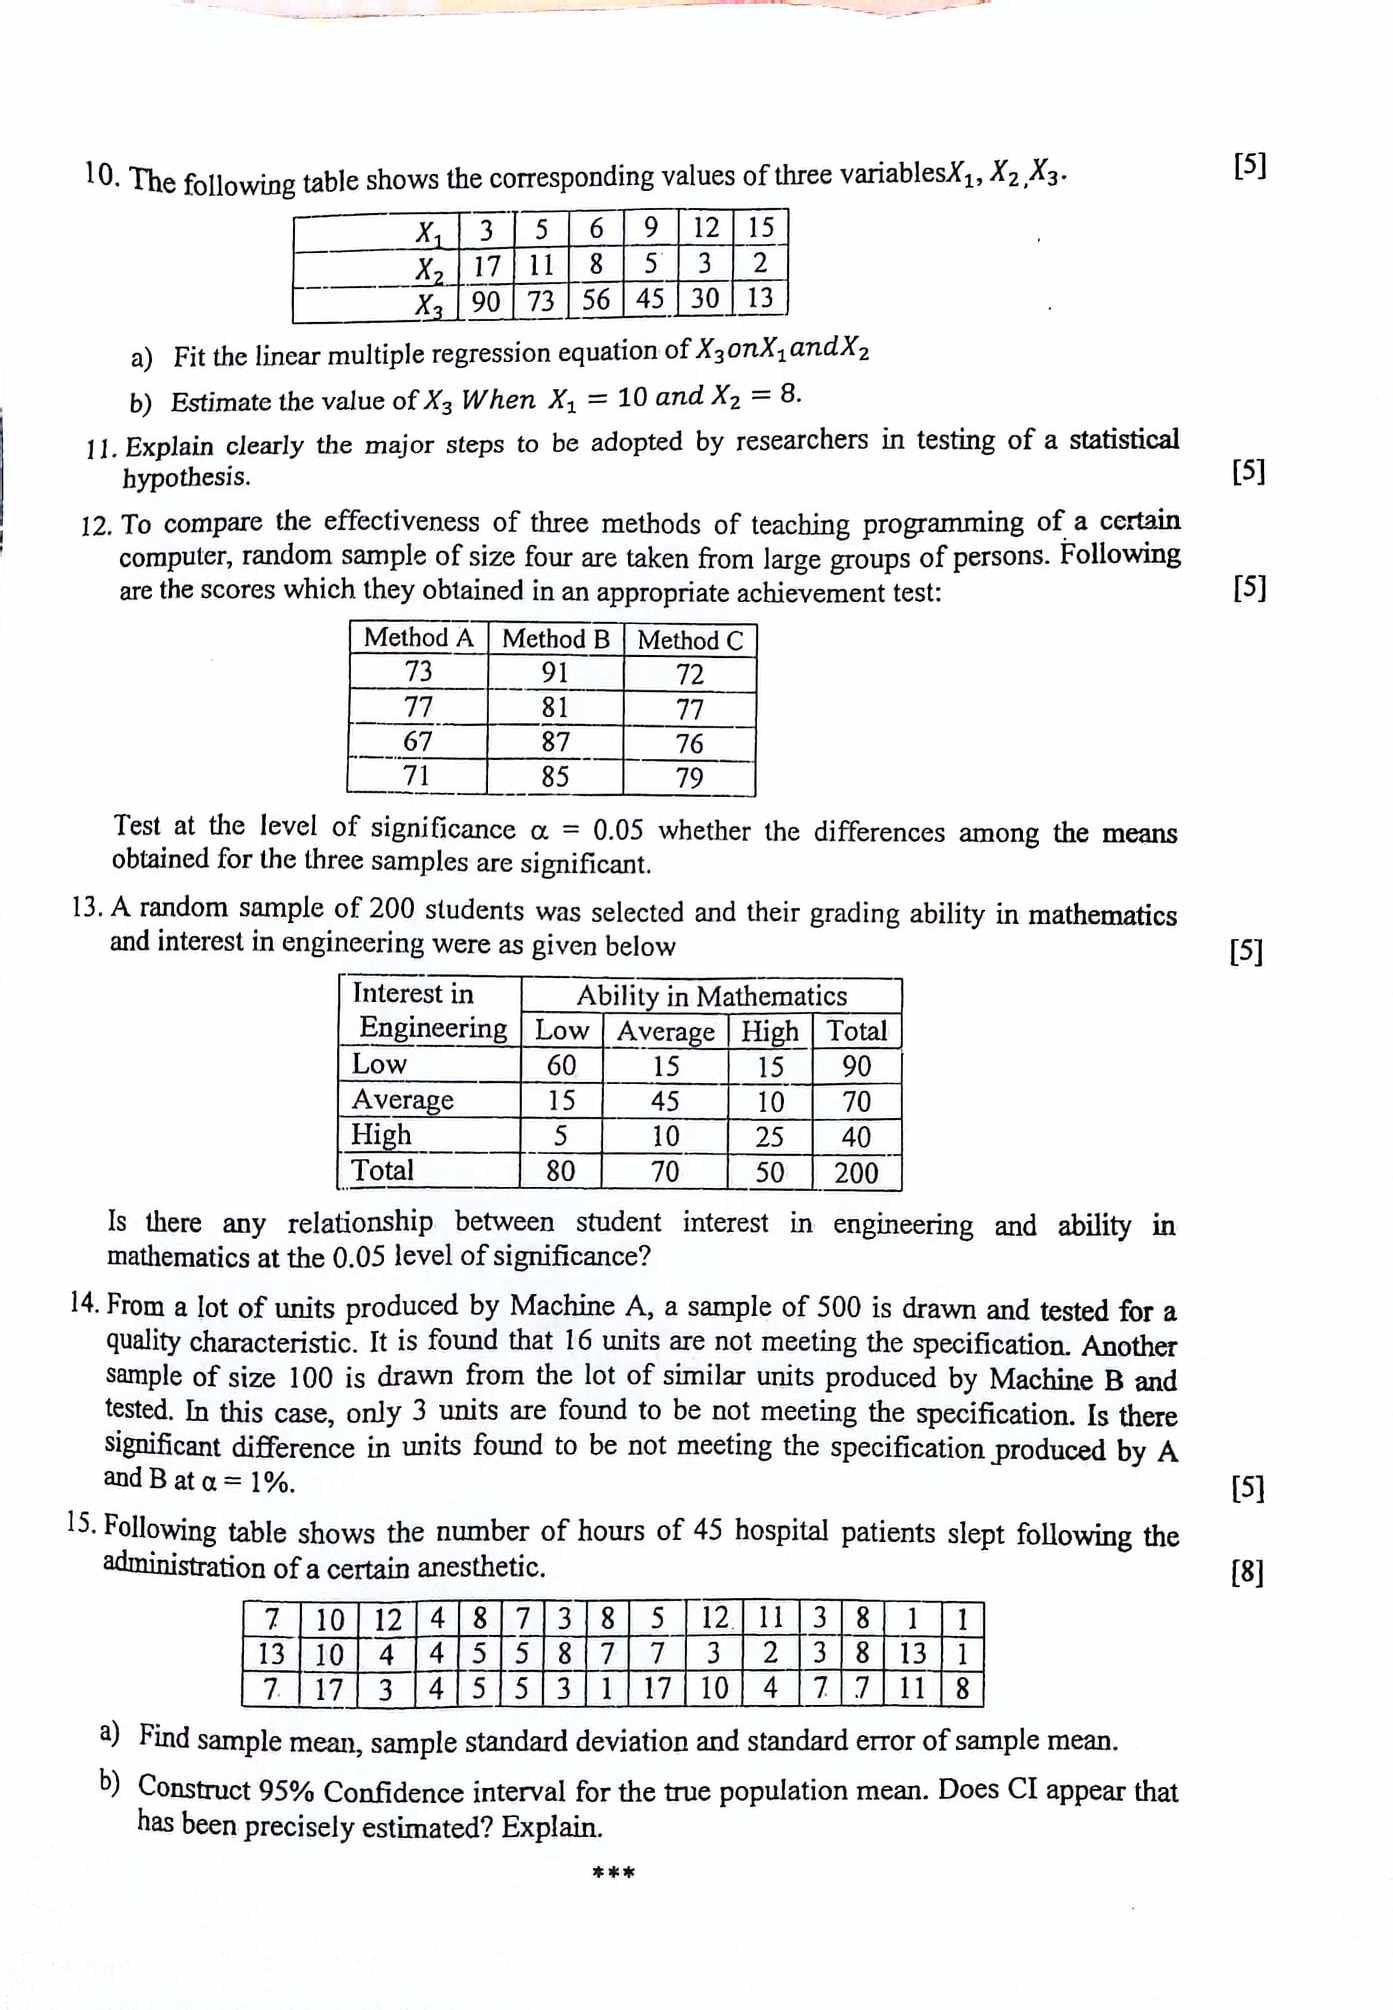 10. The following table shows the corresponding values of three variablesX₁, X₂,X₃. [5]
X₁ 3 5 6 9 12 15
X₂ 17 11 8 5 3 2
X₃ 90 73 56 45 30 13
a) Fit the linear multiple regression equation of X₃onX₁andX₂
b) Estimate the value of X₃ When X₁ = 10 and X₂ = 8.
11. Explain clearly the major steps to be adopted by researchers in testing of a statistical
hypothesis. [5]
12. To compare the effectiveness of three methods of teaching programming of a certain
computer, random sample of size four are taken from large groups of persons. Following
are the scores which they obtained in an appropriate achievement test: [5]
Method A Method B Method C
73 91 72
77 81 77
67 87 76
71 85 79
Test at the level of significance α = 0.05 whether the differences among the means
obtained for the three samples are significant.
13. A random sample of 200 students was selected and their grading ability in mathematics
and interest in engineering were as given below [5]
Interest in Ability in Mathematics
Engineering Low Average High Total
Low 60 15 15 90
Average 15 45 10 70
High 5 10 25 40
Total 80 70 50 200
Is there any relationship between student interest in engineering and ability in
mathematics at the 0.05 level of significance?
14. From a lot of units produced by Machine A, a sample of 500 is drawn and tested for a
quality characteristic. It is found that 16 units are not meeting the specification. Another
sample of size 100 is drawn from the lot of similar units produced by Machine B and
tested. In this case, only 3 units are found to be not meeting the specification. Is there
significant difference in units found to be not meeting the specification produced by A
and B at α = 1%. [5]
15. Following table shows the number of hours of 45 hospital patients slept following the
administration of a certain anesthetic. [8]
7 10 12 4 8 7 3 8 5 12 11 3 8 1 1
13 10 4 4 5 5 8 7 7 3 2 3 8 13 1
7 17 3 4 5 5 3 1 17 10 4 7 7 11 8
a) Find sample mean, sample standard deviation and standard error of sample mean.
b) Construct 95% Confidence interval for the true population mean. Does CI appear that
has been precisely estimated? Explain.
***